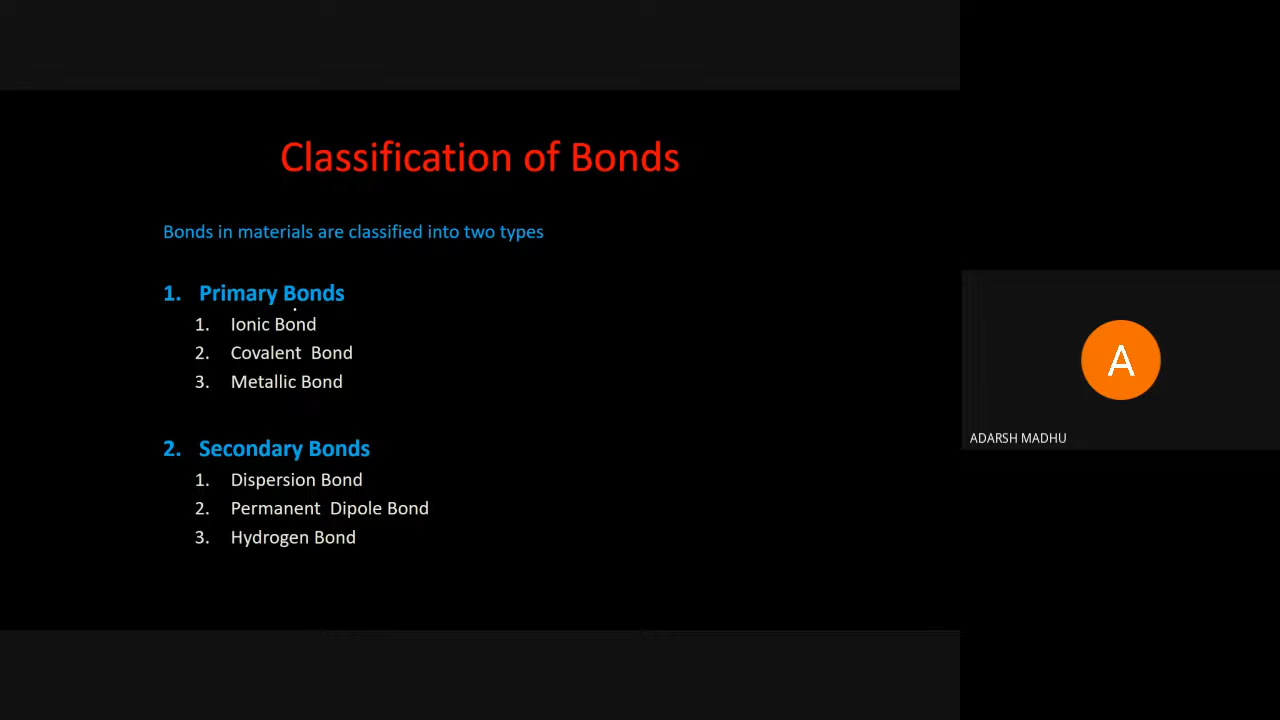 Classification of Bonds
Bonds in materials are classified into two types
1. Primary Bonds
1. Ionic Bond
2. Covalent Bond
3. Metallic Bond
2. Secondary Bonds
1. Dispersion Bond
2. Permanent Dipole Bond
3. Hydrogen Bond
A
ADARSH MADHU